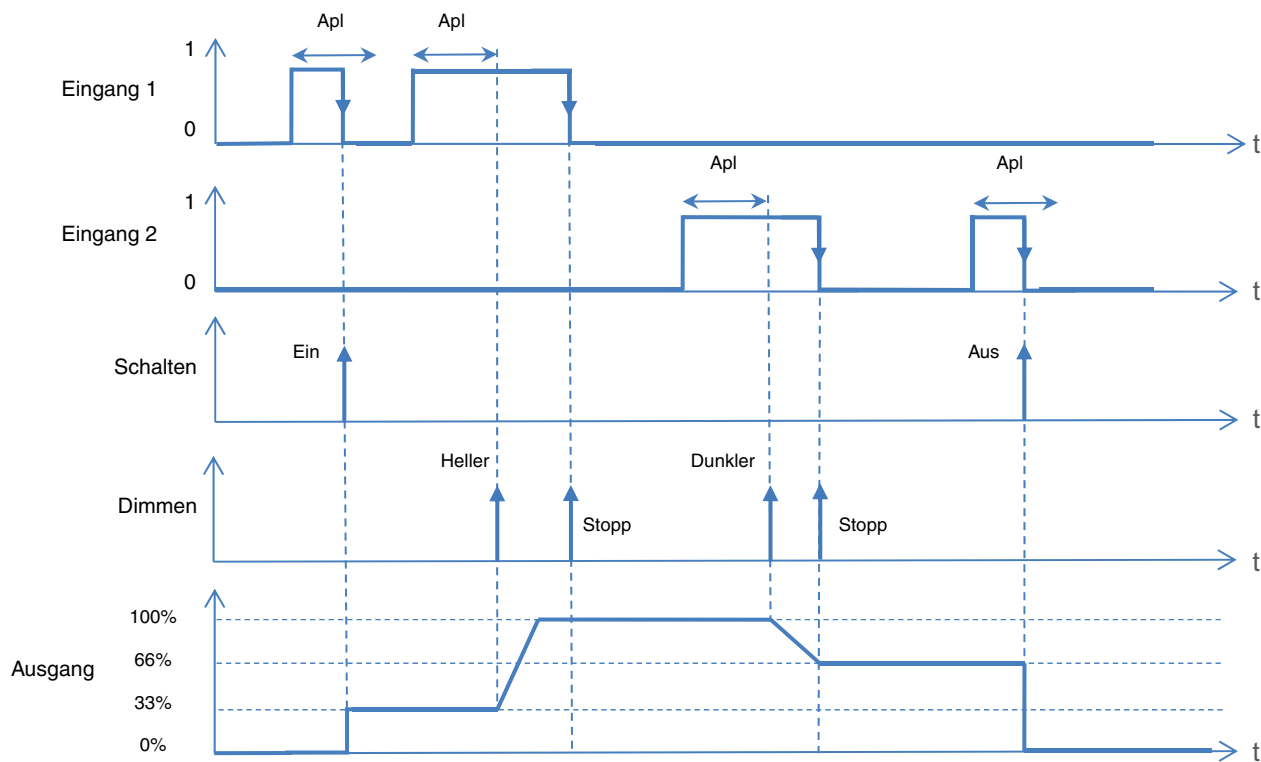 Apl
Apl
1
Eingang 1
0
t
Apl
Apl
1
Eingang 2
0
t
Ein
Aus
Schalten
t
Heller
Dunkler
Dimmen
Stopp
Stopp
t
100%
66%
Ausgang
33%
0%
t